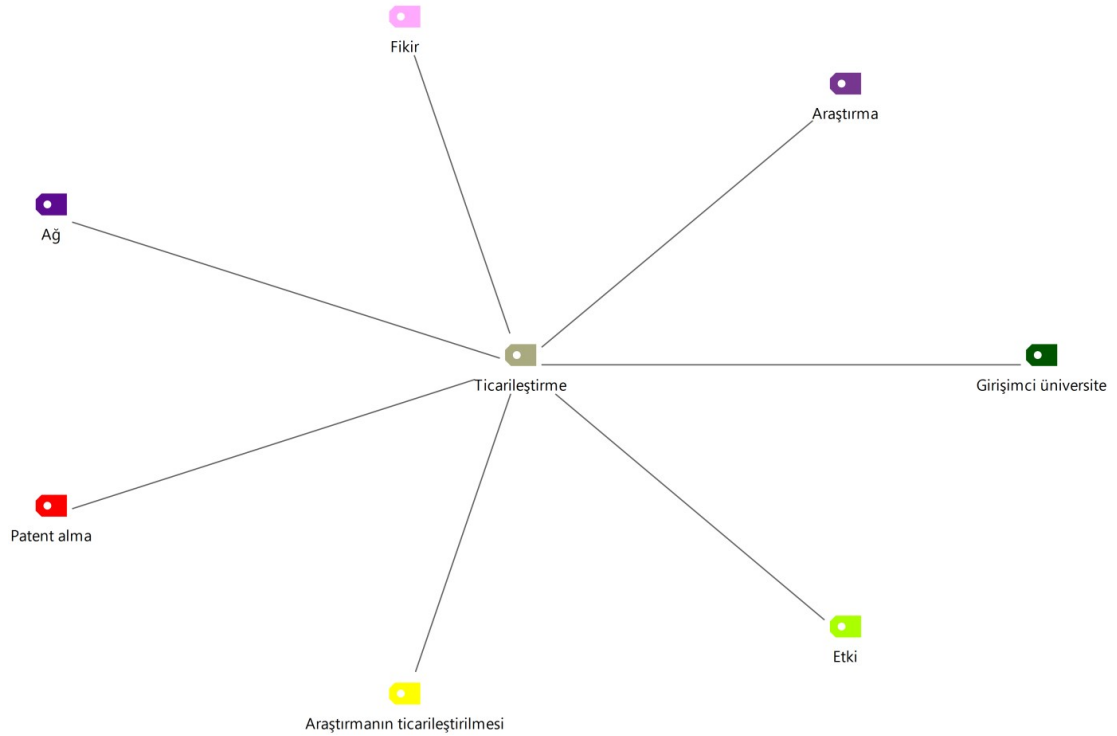 Fikir
Araştırma
Ağ
Ticarileştirme
Girişimci üniversite
Patent alma
Etki
Araştırmanın ticarileştirilmesi